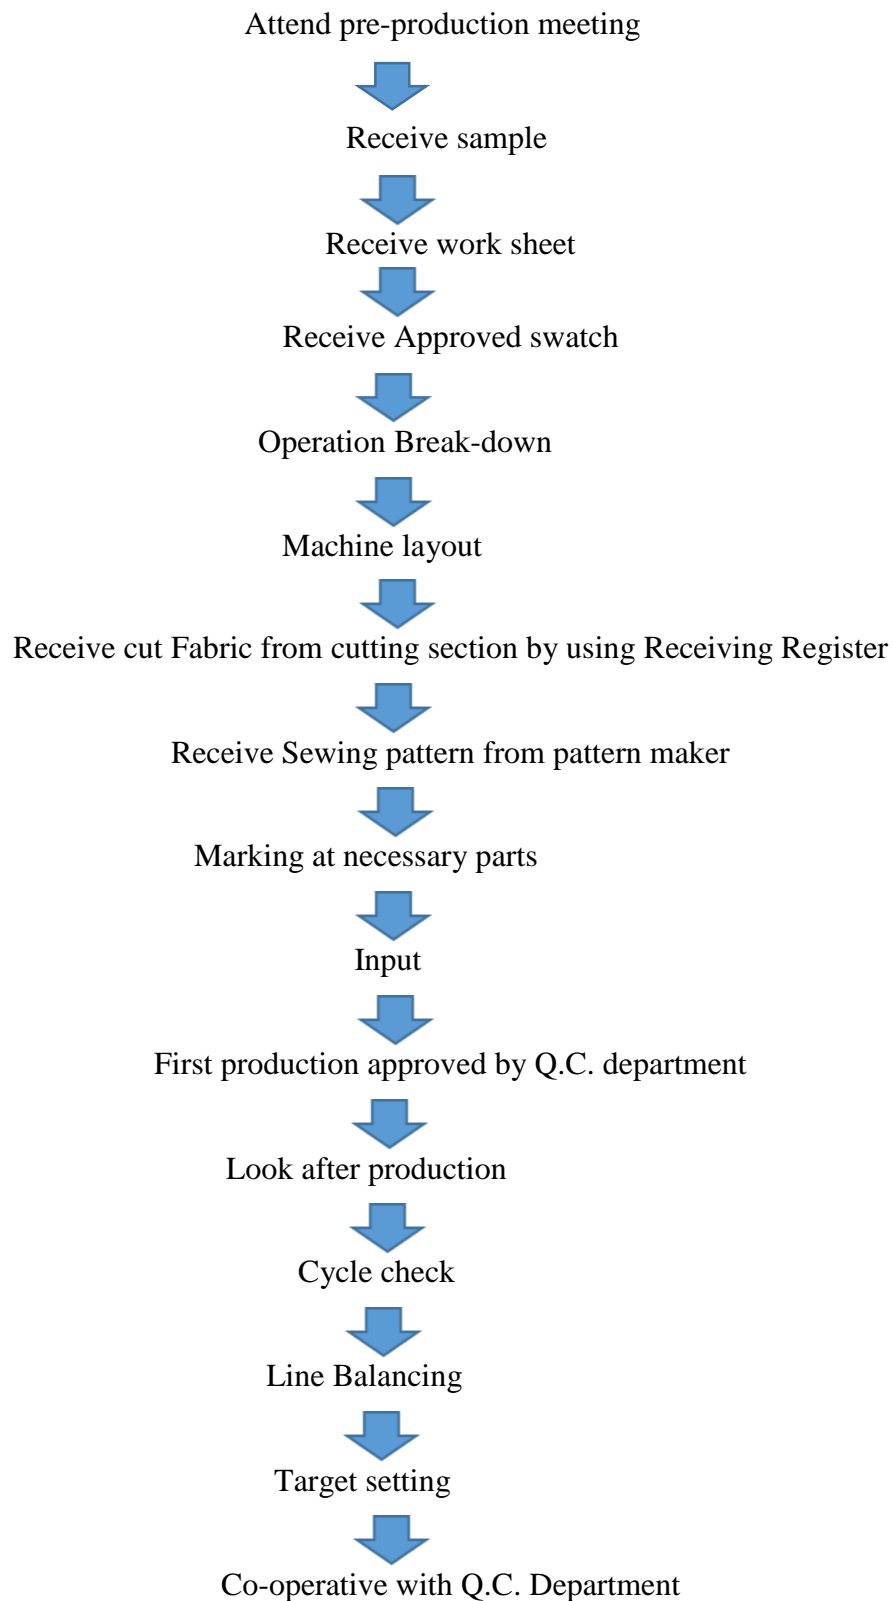 Attend pre-production meeting
Receive sample
Receive work sheet
Receive Approved swatch
Operation Break-down
Machine layout
Receive cut Fabric from cutting section by using Receiving Register
Receive Sewing pattern from pattern maker
Marking at necessary parts
Input
First production approved by Q.C. department
Look after production
Cycle check
Line Balancing
Target setting
Co-operative with Q.C. Department